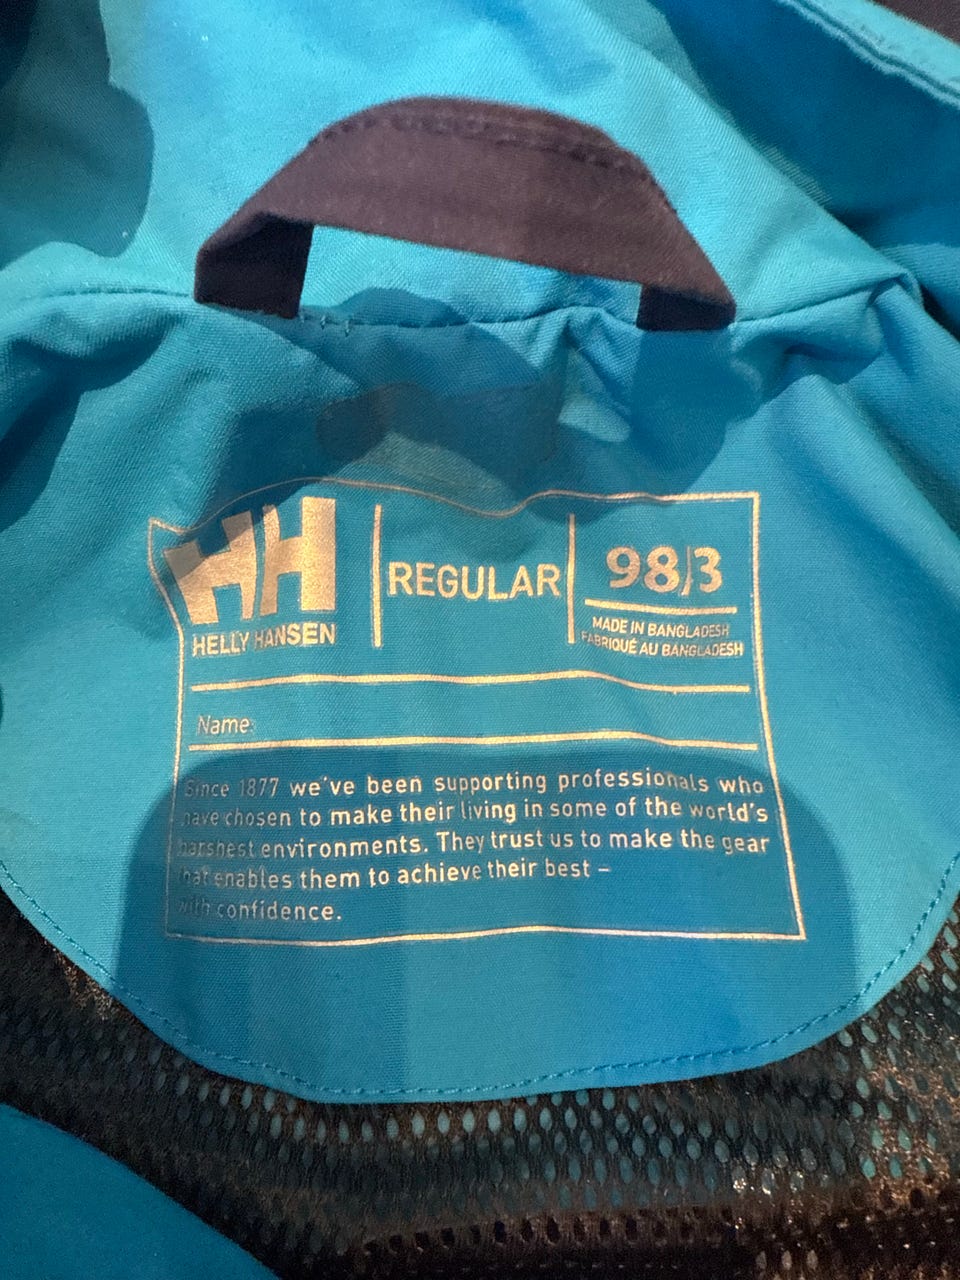 HH
HELLY HANSEN
REGULAR
98/3
MADE IN BANGLADESH
FABRIQUÉ AU BANGLADESH
Name:
Since 1877 we've been supporting professionals who
have chosen to make their living in some of the world's
harshest environments. They trust us to make the gear
that enables them to achieve their best –
with confidence.